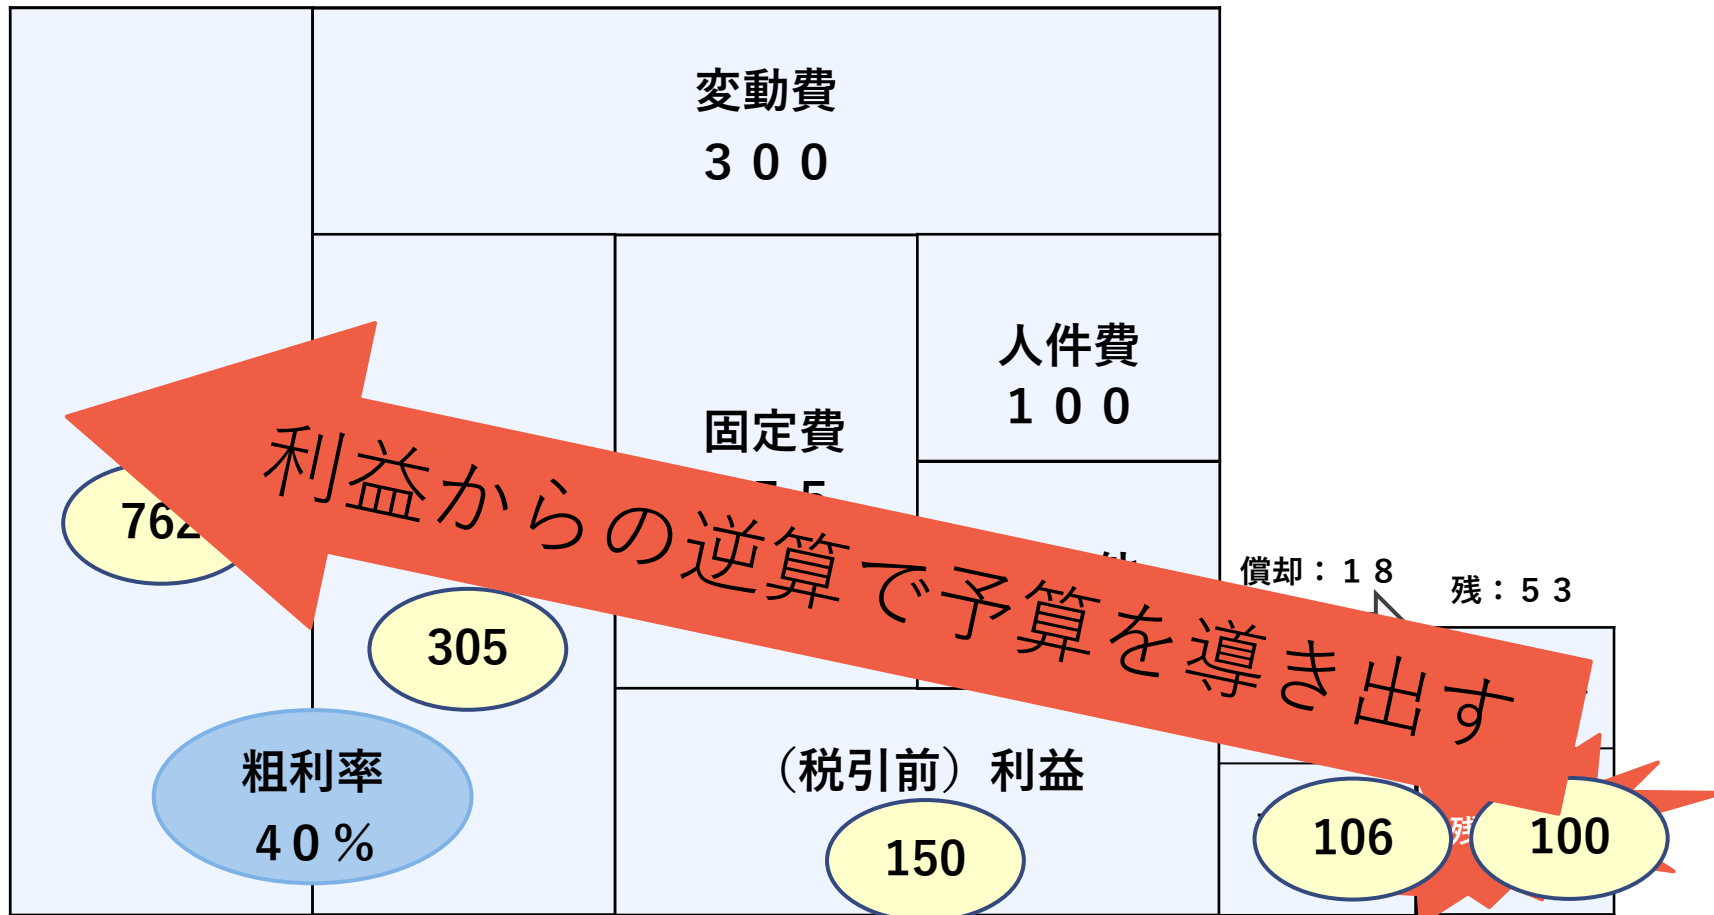 変動費
３００
人件費
１００
固定費
利益からの逆算で予算を導き出す
762
305
償却：１８
残：５３
粗利率
４０％
（税引前）利益
150
106
残
100